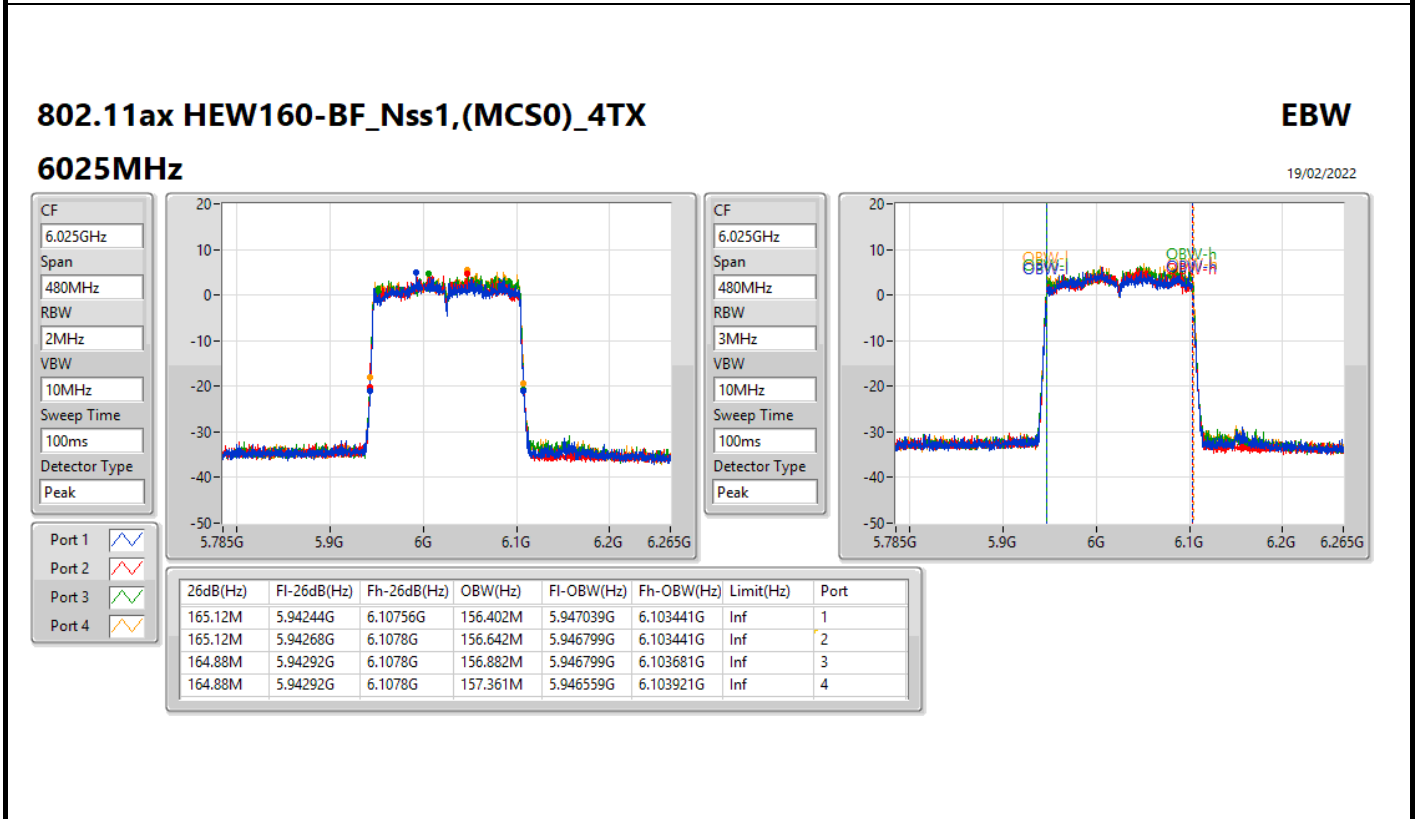 802.11ax HEW160-BF_Nss1,(MCS0)_4TX
EBW
6025MHz
19/02/2022
CF
6.025GHz
Span
480MHz
RBW
2MHz
VBW
10MHz
Sweep Time
100ms
Detector Type
Peak
20
10
0
-10
-20
-30
-40
-50
5.785G 5.9G 6G 6.1G 6.2G 6.265G
CF
6.025GHz
Span
480MHz
RBW
3MHz
VBW
10MHz
Sweep Time
100ms
Detector Type
Peak
20
10
0
-10
-20
-30
-40
-50
OBW-l
OBW-h
5.785G 5.9G 6G 6.1G 6.2G 6.265G
Port 1
Port 2
Port 3
Port 4
26dB(Hz) Fl-26dB(Hz) Fh-26dB(Hz) OBW(Hz) Fl-OBW(Hz) Fh-OBW(Hz) Limit(Hz) Port
165.12M 5.94244G 6.10756G 156.402M 5.947039G 6.103441G Inf 1
165.12M 5.94268G 6.1078G 156.642M 5.946799G 6.103441G Inf 2
164.88M 5.94292G 6.1078G 156.882M 5.946799G 6.103681G Inf 3
164.88M 5.94292G 6.1078G 157.361M 5.946559G 6.103921G Inf 4